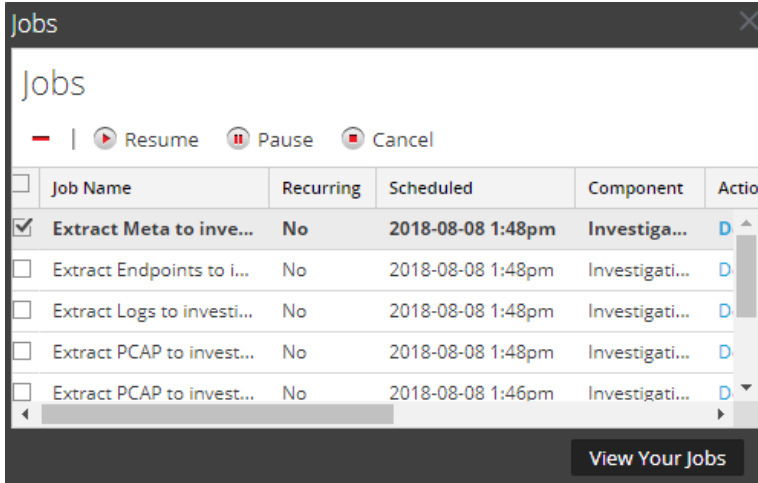 Jobs
Jobs
Resume Pause Cancel
Job Name Recurring Scheduled Component Actio
Extract Meta to inve... No 2018-08-08 1:48pm Investiga... D
Extract Endpoints to i... No 2018-08-08 1:48pm Investigati... D
Extract Logs to investi... No 2018-08-08 1:48pm Investigati... D
Extract PCAP to invest... No 2018-08-08 1:48pm Investigati... D
Extract PCAP to invest... No 2018-08-08 1:46pm Investigati... D
View Your Jobs